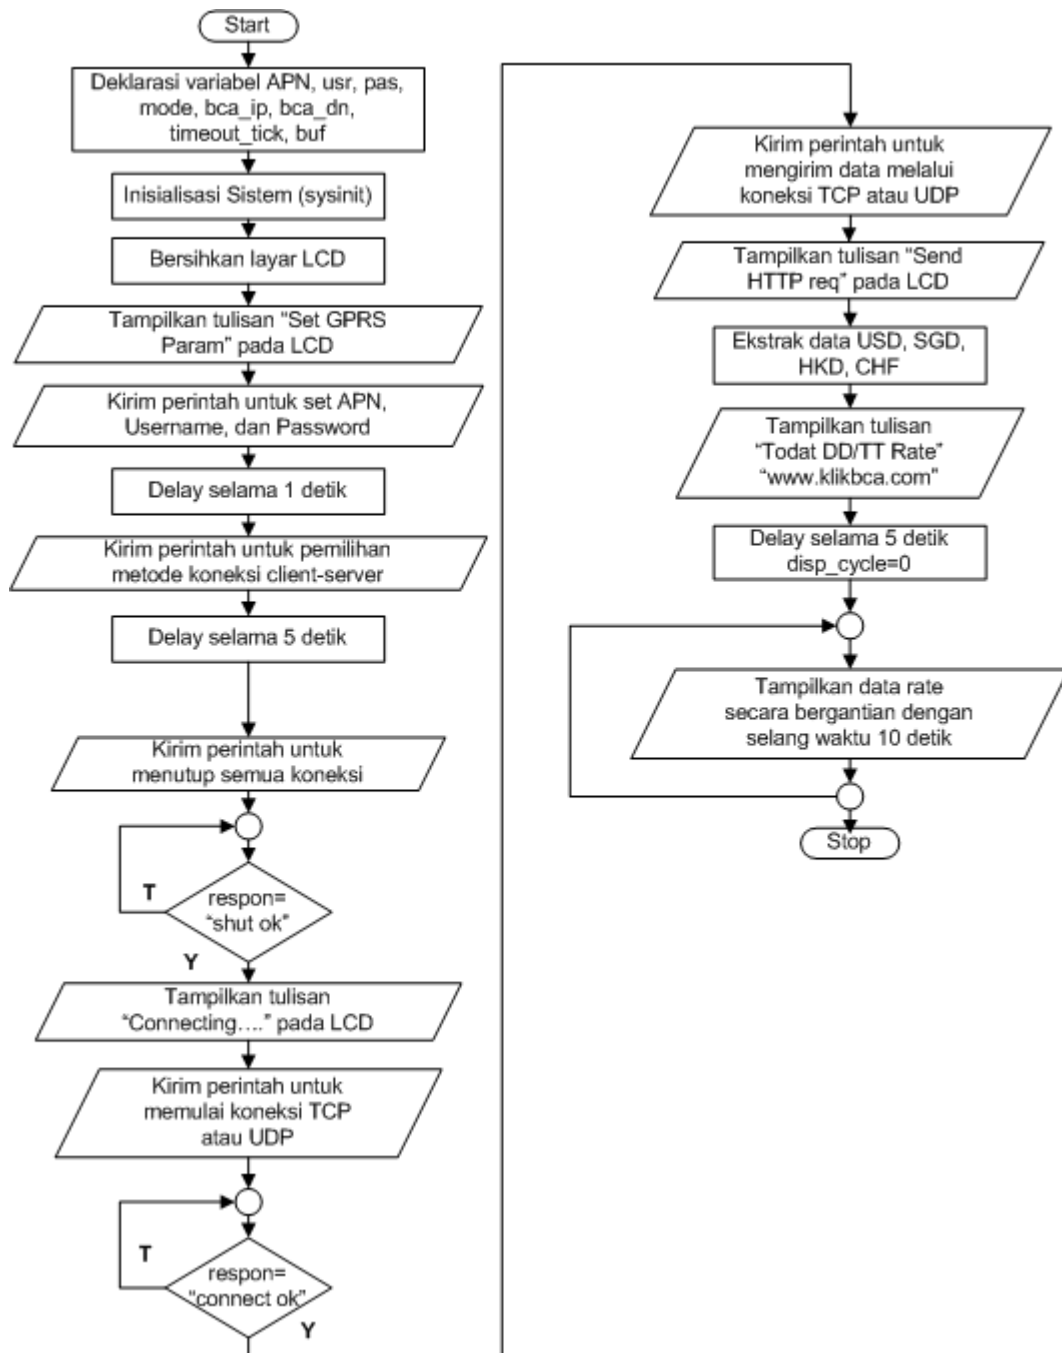 Start
Deklarasi variabel APN, usr, pas,
mode, bca_ip, bca_dn,
timeout_tick, buf
Inisialisasi Sistem (sysinit)
Bersihkan layar LCD
Tampilkan tulisan “Set GPRS
Param” pada LCD
Kirim perintah untuk set APN,
Username, dan Password
Delay selama 1 detik
Kirim perintah untuk pemilihan
metode koneksi client-server
Delay selama 5 detik
Kirim perintah untuk
menutup semua koneksi
T
respon=
“shut ok”
Y
Tampilkan tulisan
“Connecting....” pada LCD
Kirim perintah untuk
memulai koneksi TCP
atau UDP
T
respon=
“connect ok”
Y
Kirim perintah untuk
mengirim data melalui
koneksi TCP atau UDP
Tampilkan tulisan “Send
HTTP req” pada LCD
Ekstrak data USD, SGD,
HKD, CHF
Tampilkan tulisan
“Todat DD/TT Rate”
“www.klikbca.com”
Delay selama 5 detik
disp_cycle=0
Tampilkan data rate
secara bergantian dengan
selang waktu 10 detik
Stop